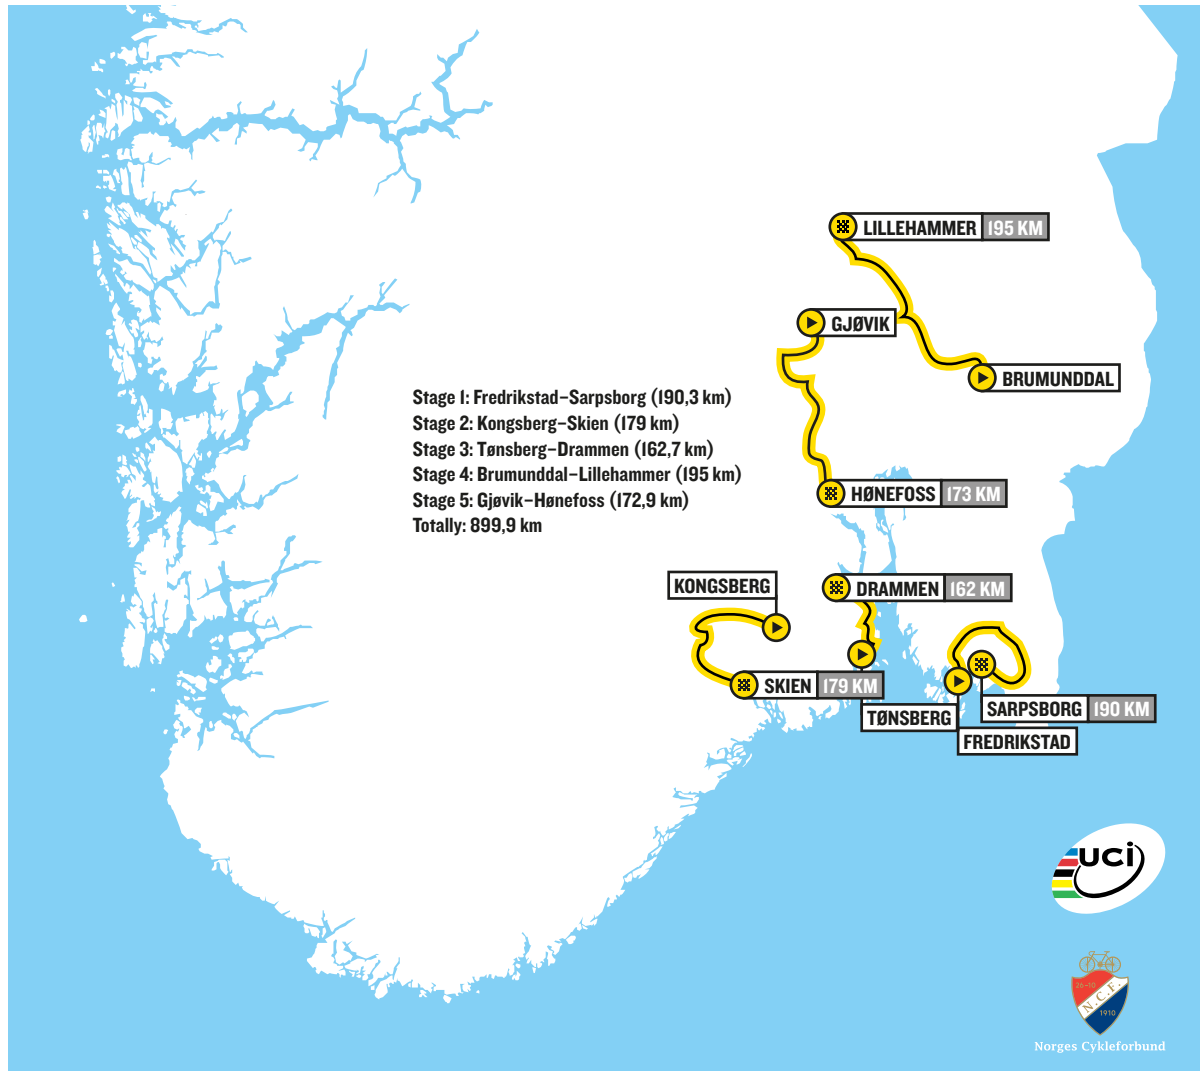 LILLEHAMMER 195 KM
GJØVIK
BRUMUNDDAL
Stage 1: Fredrikstad–Sarpsborg (190,3 km)
Stage 2: Kongsberg–Skien (179 km)
Stage 3: Tønsberg–Drammen (162,7 km)
Stage 4: Brumunddal–Lillehammer (195 km)
Stage 5: Gjøvik–Hønefoss (172,9 km)
Totally: 899,9 km
HØNEFOSS 173 KM
KONGSBERG
DRAMMEN 162 KM
SKIEN 179 KM
SARPSBORG 190 KM
TØNSBERG
FREDRIKSTAD
uci
26–10
N.C.F.
1910
Norges Cykleforbund